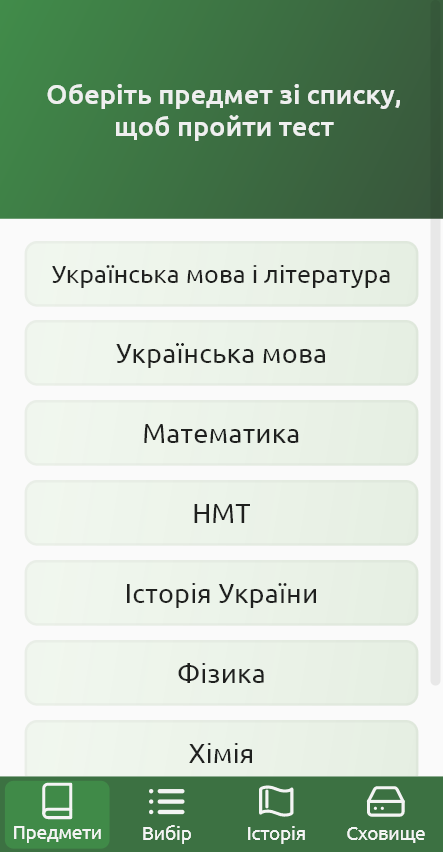 Оберіть предмет зі списку,
щоб пройти тест
Українська мова і література
Українська мова
Математика
НМТ
Історія України
Фізика
Хімія
Предмети
Вибір
Історія
Сховище